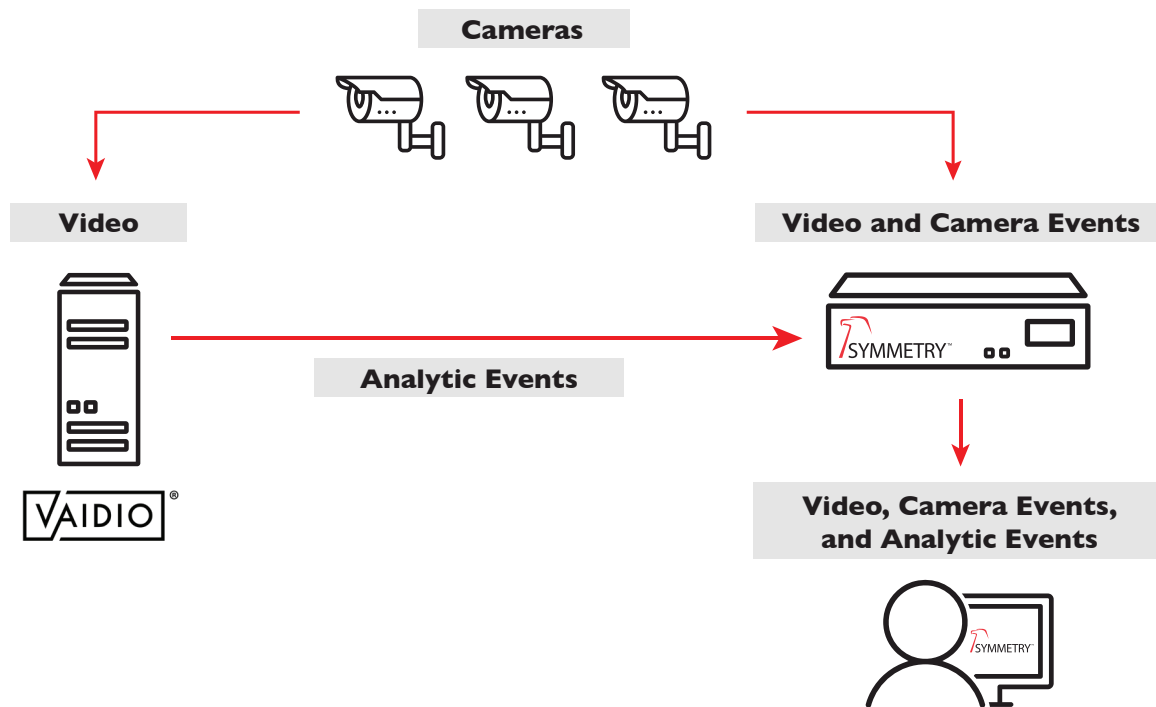 Cameras
Video
Video and Camera Events
SYMMETRY™
Analytic Events
VAIDIO®
Video, Camera Events,
and Analytic Events
SYMMETRY™